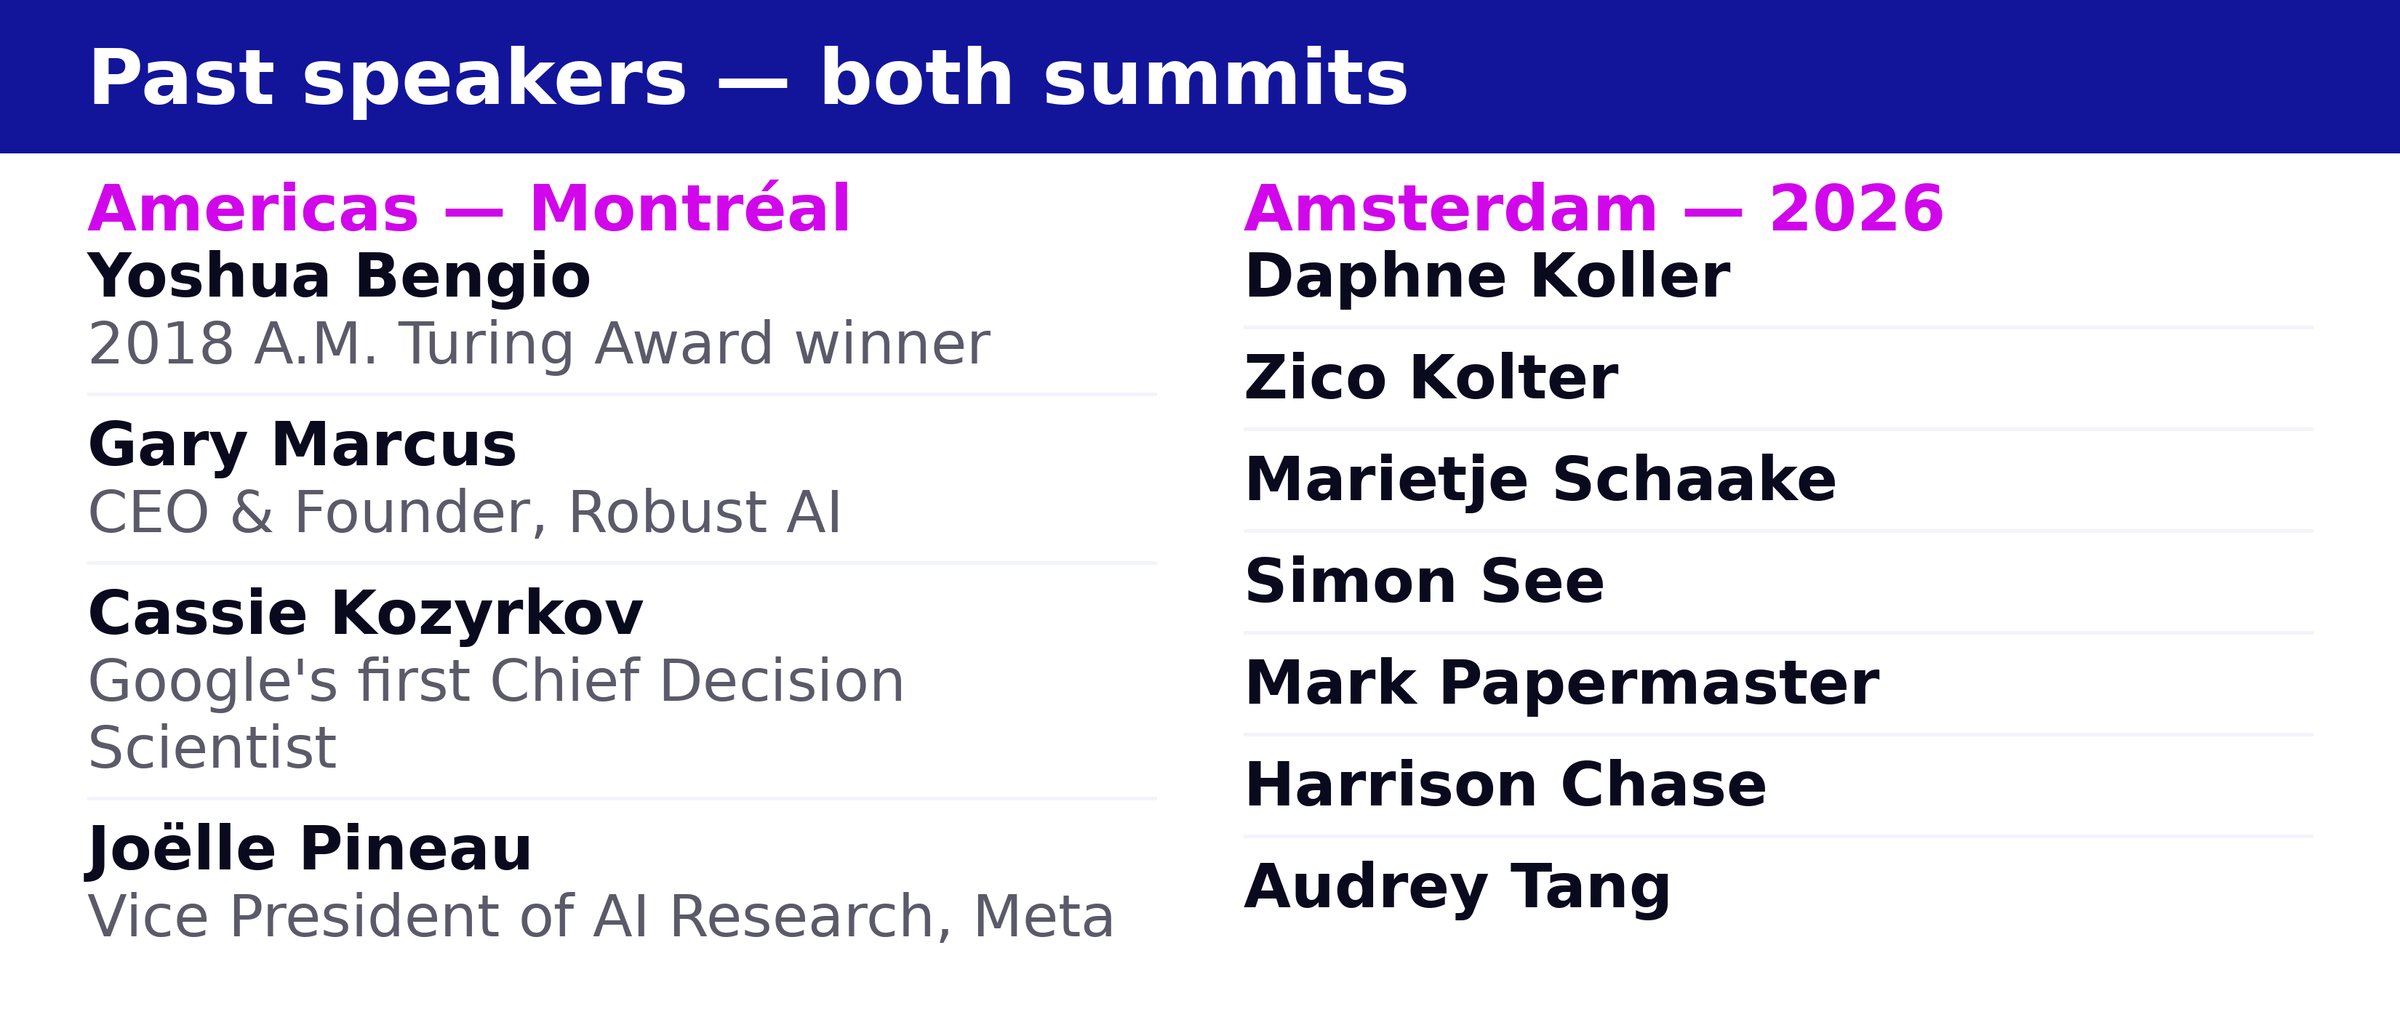 Past speakers — both summits
Americas — Montréal
Yoshua Bengio
2018 A.M. Turing Award winner
Gary Marcus
CEO & Founder, Robust AI
Cassie Kozyrkov
Google's first Chief Decision
Scientist
Joëlle Pineau
Vice President of AI Research, Meta
Amsterdam — 2026
Daphne Koller
Zico Kolter
Marietje Schaake
Simon See
Mark Papermaster
Harrison Chase
Audrey Tang